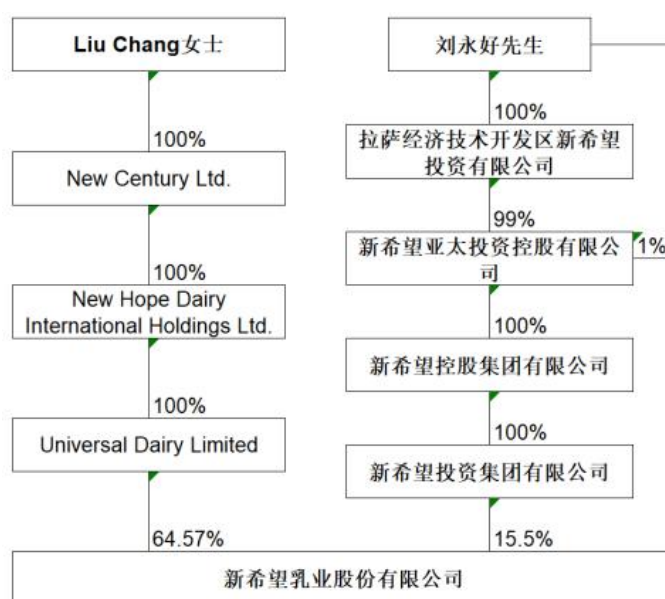 Liu Chang女士
刘永好先生
100%
100%
拉萨经济技术开发区新希望
投资有限公司
New Century Ltd.
99%
新希望亚太投资控股有限公
司
1%
100%
New Hope Dairy
International Holdings Ltd.
100%
新希望控股集团有限公司
100%
100%
Universal Dairy Limited
新希望投资集团有限公司
64.57%
15.5%
新希望乳业股份有限公司